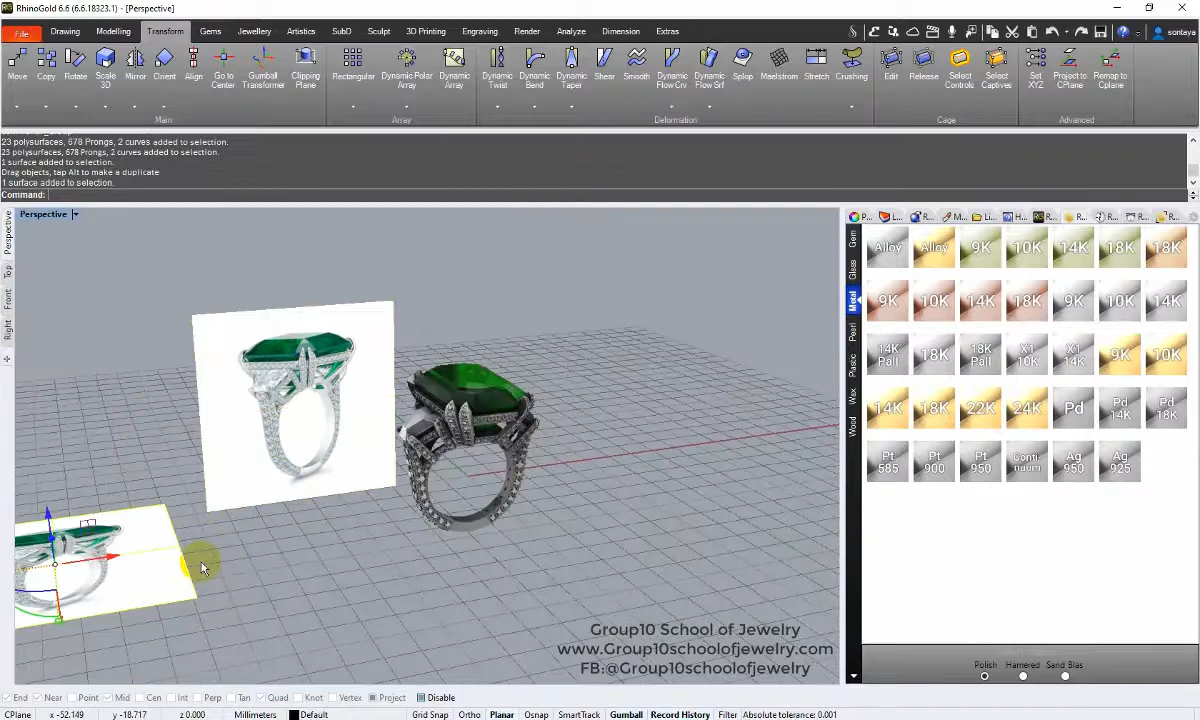 RhinoGold 6.6 (6.6.18323.1) - [Perspective]
File Drawing Modelling Transform Gems Jewellery Artistics SubD Sculpt 3D Printing Engraving Render Analyze Dimension Extras sontaya
Move Copy Rotate Scale 3D Mirror Orient Align Go to Center Gumball Transformer Clipping Plane Rectangular Dynamic Polar Array Dynamic Array Dynamic Twist Dynamic Bend Dynamic Taper Shear Smooth Dynamic Flow Crv Dynamic Flow Srf Splop Maelstrom Stretch Crushing Edit Release Select Controls Select Captives Set XYZ Project to CPlane Remap to Cplane
Main Array Deformation Cage Advanced
23 polysurfaces, 678 Prongs, 2 curves added to selection.
23 polysurfaces, 678 Prongs, 2 curves added to selection.
1 surface added to selection.
Drag objects, tap Alt to make a duplicate
1 surface added to selection.
Command:
Perspective
P... L... R... M... Li... H... R... R... R... R... R...
Perspective
Top
Front
Right
Gem
Glass
Metal
Pearl
Plastic
Wax
Wood
Alloy Alloy 9K 10K 14K 18K 18K
9K 10K 14K 18K 9K 10K 14K
14K Pall 18K 18K Pall X1 10K X1 14K 9K 10K
14K 18K 22K 24K Pd Pd 14K Pd 18K
Pt 585 Pt 900 Pt 950 Conti-nuum Ag 950 Ag 925
Group10 School of Jewelry
www.Group10schoolofjewelry.com
FB:@Group10schoolofjewelry
Polish Hamered Sand Blas
End Near Point Mid Cen Int Perp Tan Quad Knot Vertex Project Disable
CPlane x -52.149 y -18.717 z 0.000 Millimeters Default Grid Snap Ortho Planar Osnap SmartTrack Gumball Record History Filter Absolute tolerance: 0.001